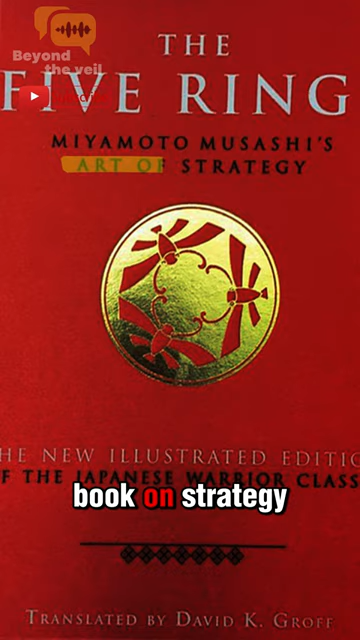 Beyond
the veil
THE
FIVE RING
MIYAMOTO MUSASHI'S
ART OF STRATEGY
HE NEW ILLUSTRATED EDITIO
F THE JAPANESE WARRIOR CLASS
book on strategy
TRANSLATED BY DAVID K. GROFF